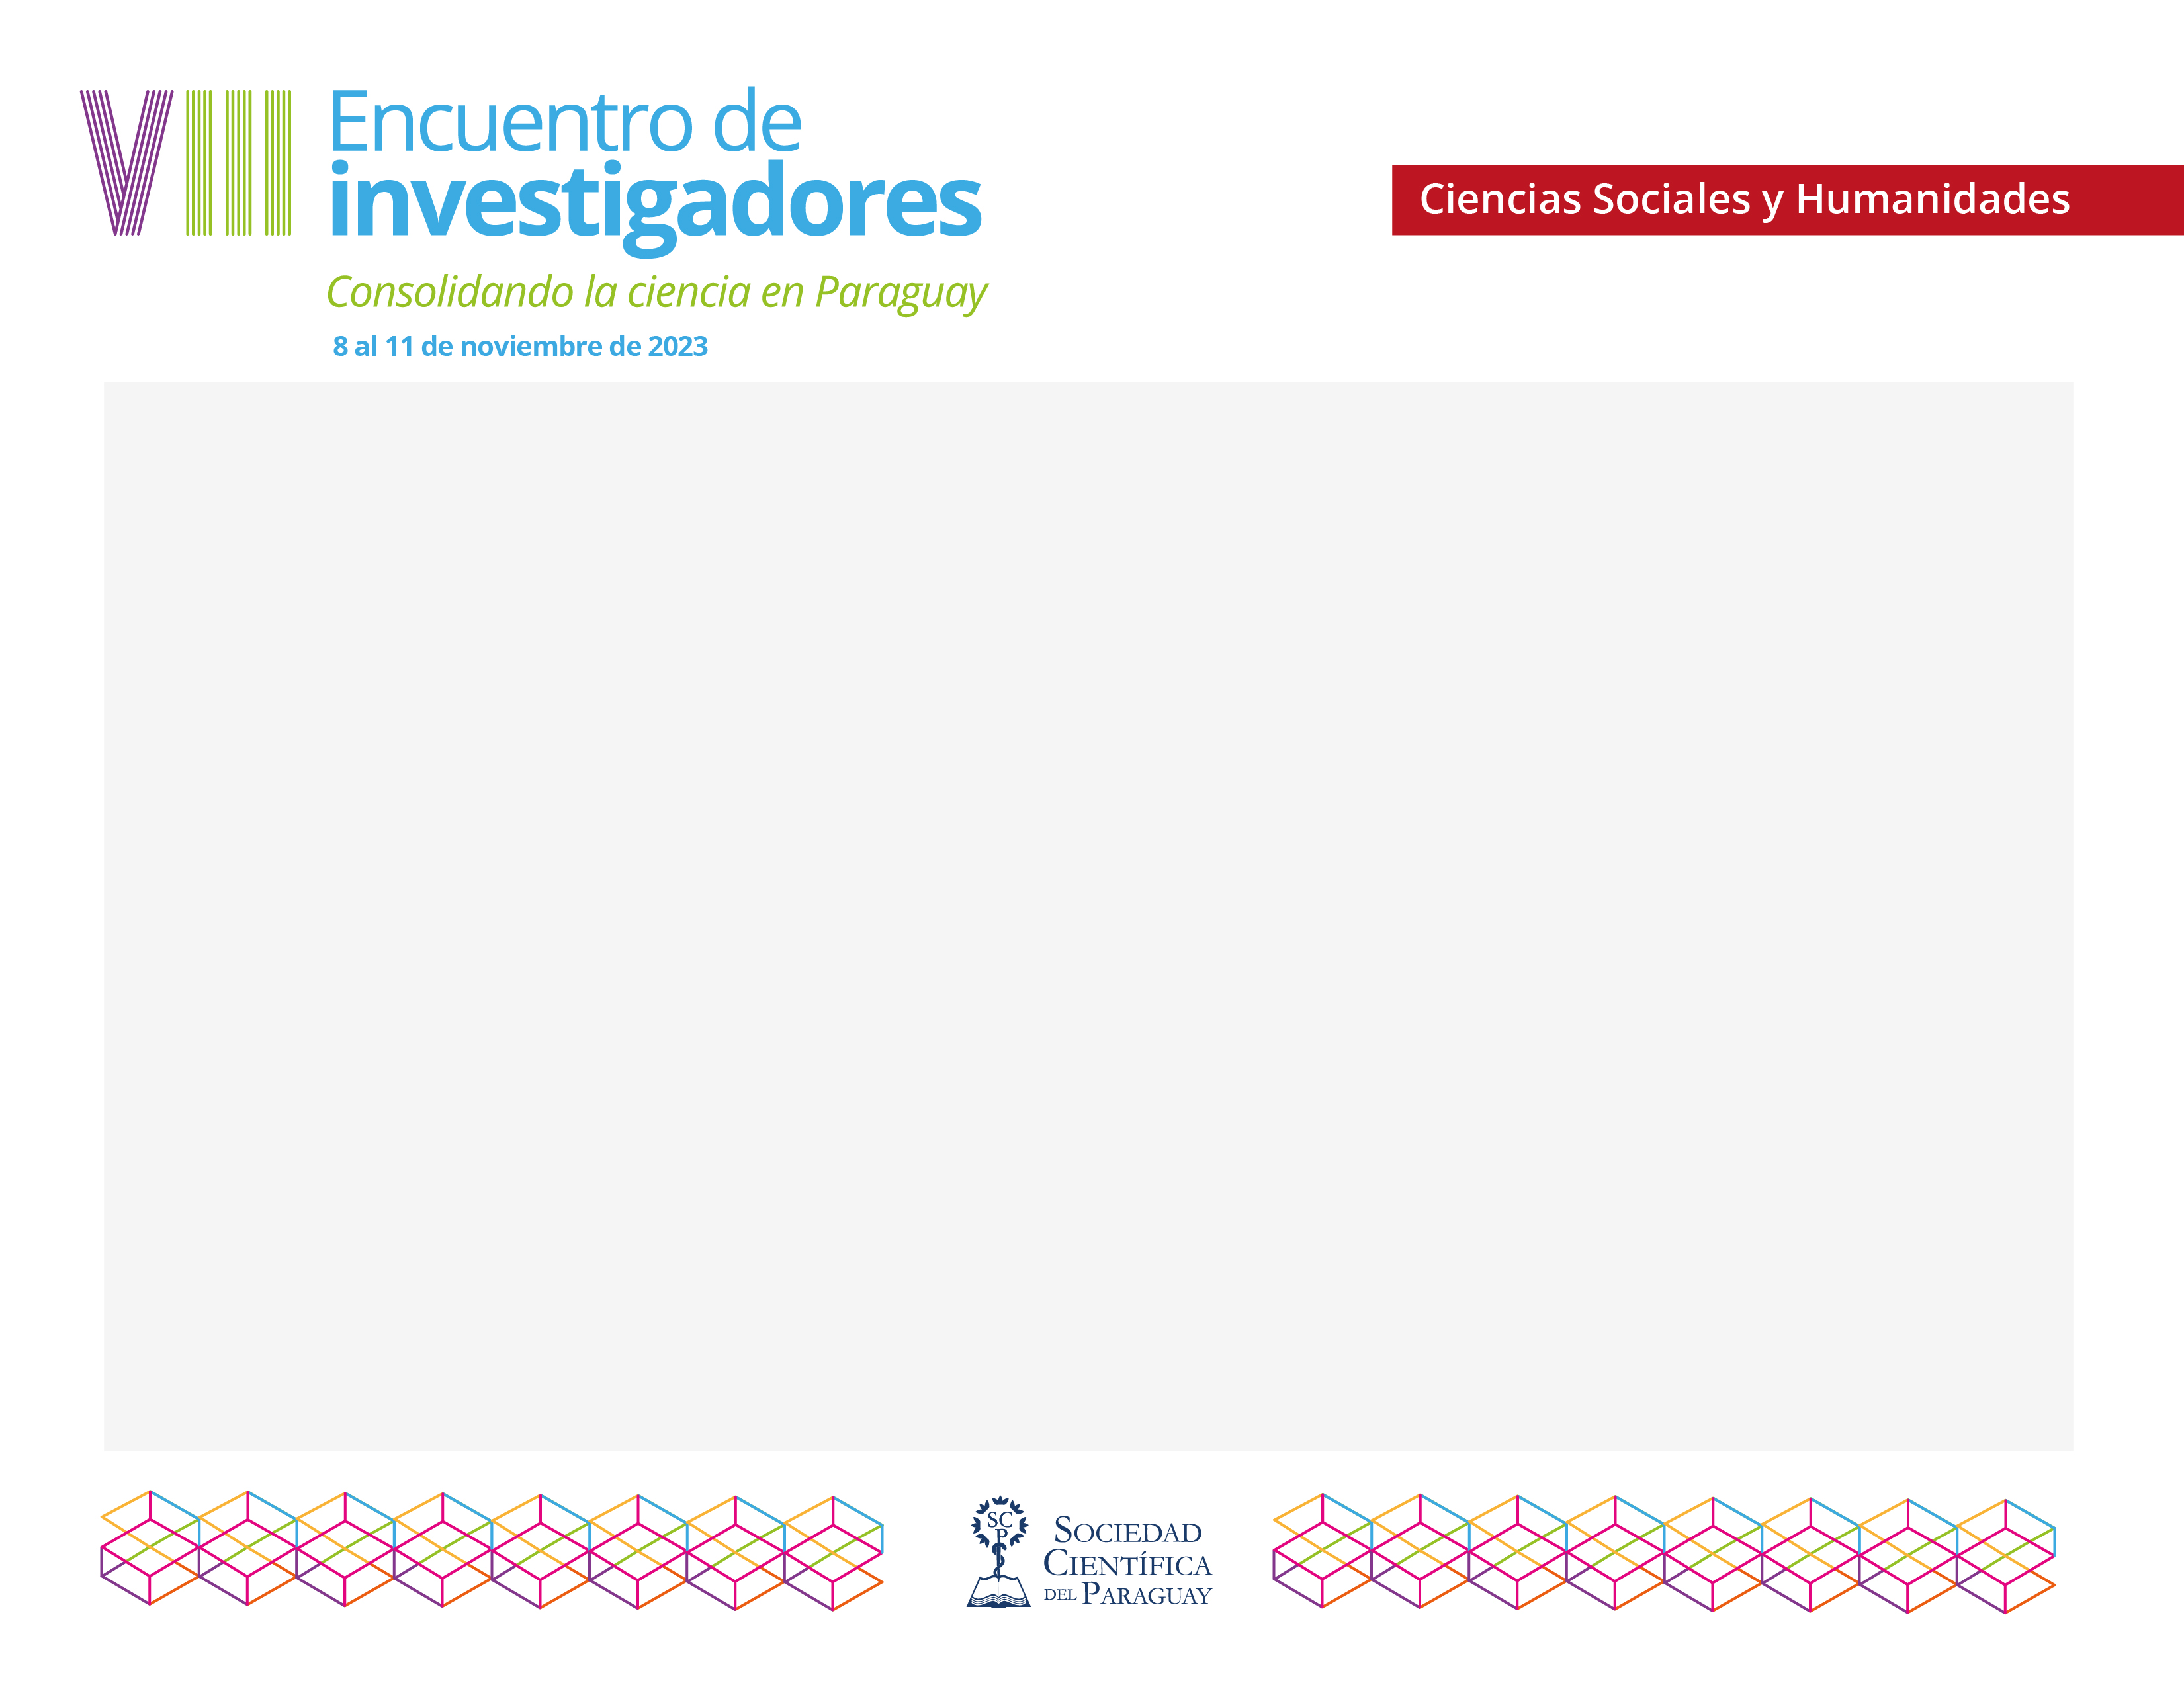 VIII
Encuentro de
investigadores
Consolidando la ciencia en Paraguay
8 al 11 de noviembre de 2023
Ciencias Sociales y Humanidades
SC
P
SOCIEDAD
CIENTÍFICA
DEL PARAGUAY